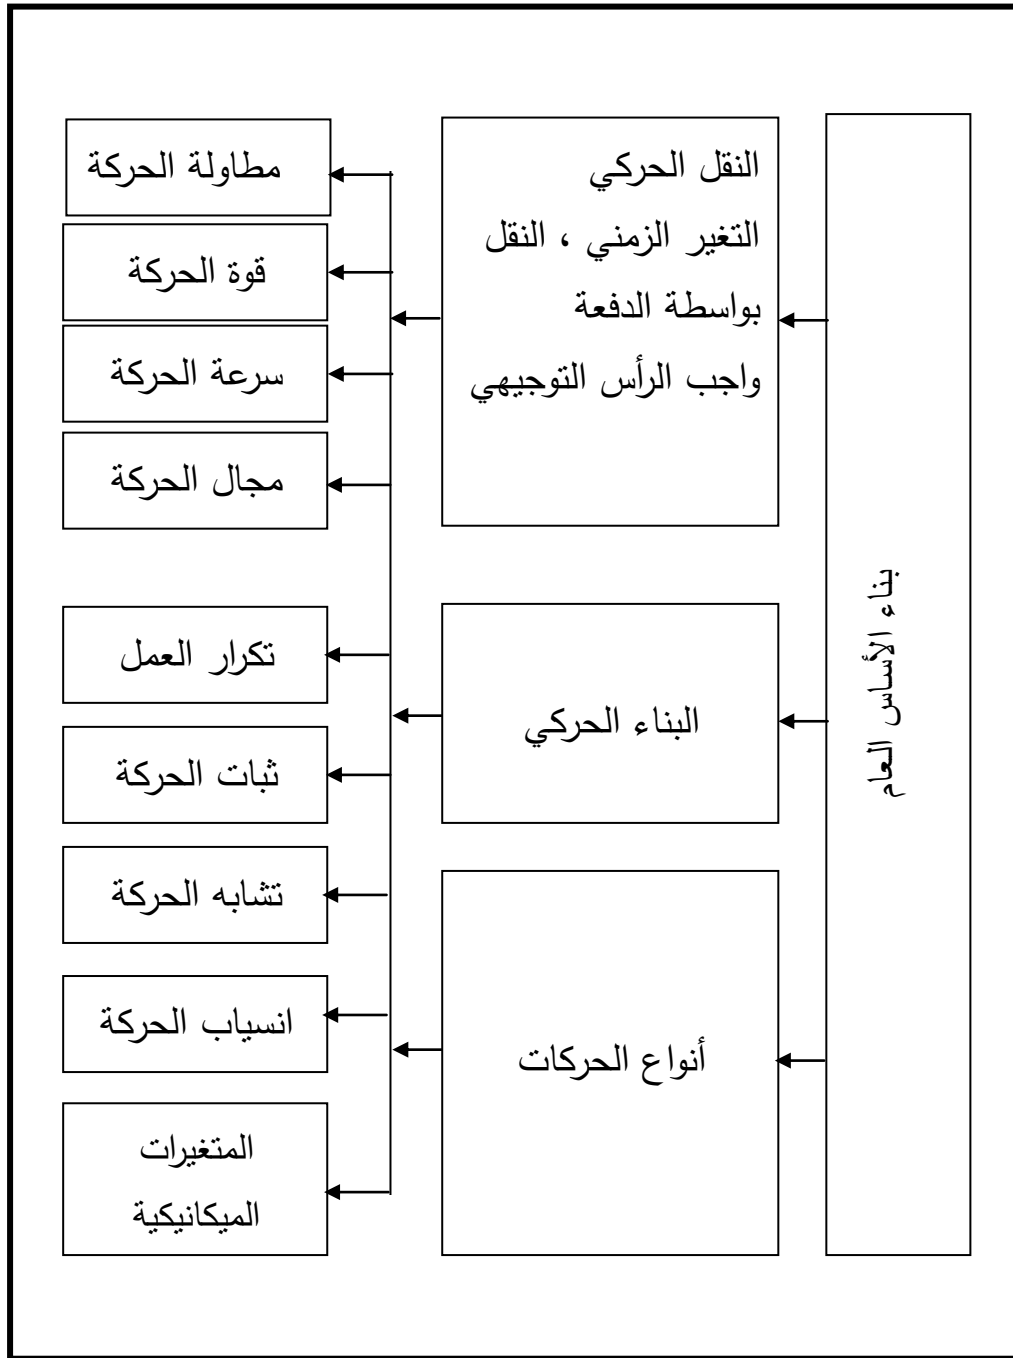 بناء الأساس العام
النقل الحركي
التغير الزمني ، النقل
بواسطة الدفعة
واجب الرأس التوجيهي
البناء الحركي
أنواع الحركات
مطاولة الحركة
قوة الحركة
سرعة الحركة
مجال الحركة
تكرار العمل
ثبات الحركة
تشابه الحركة
انسياب الحركة
المتغيرات
الميكانيكية